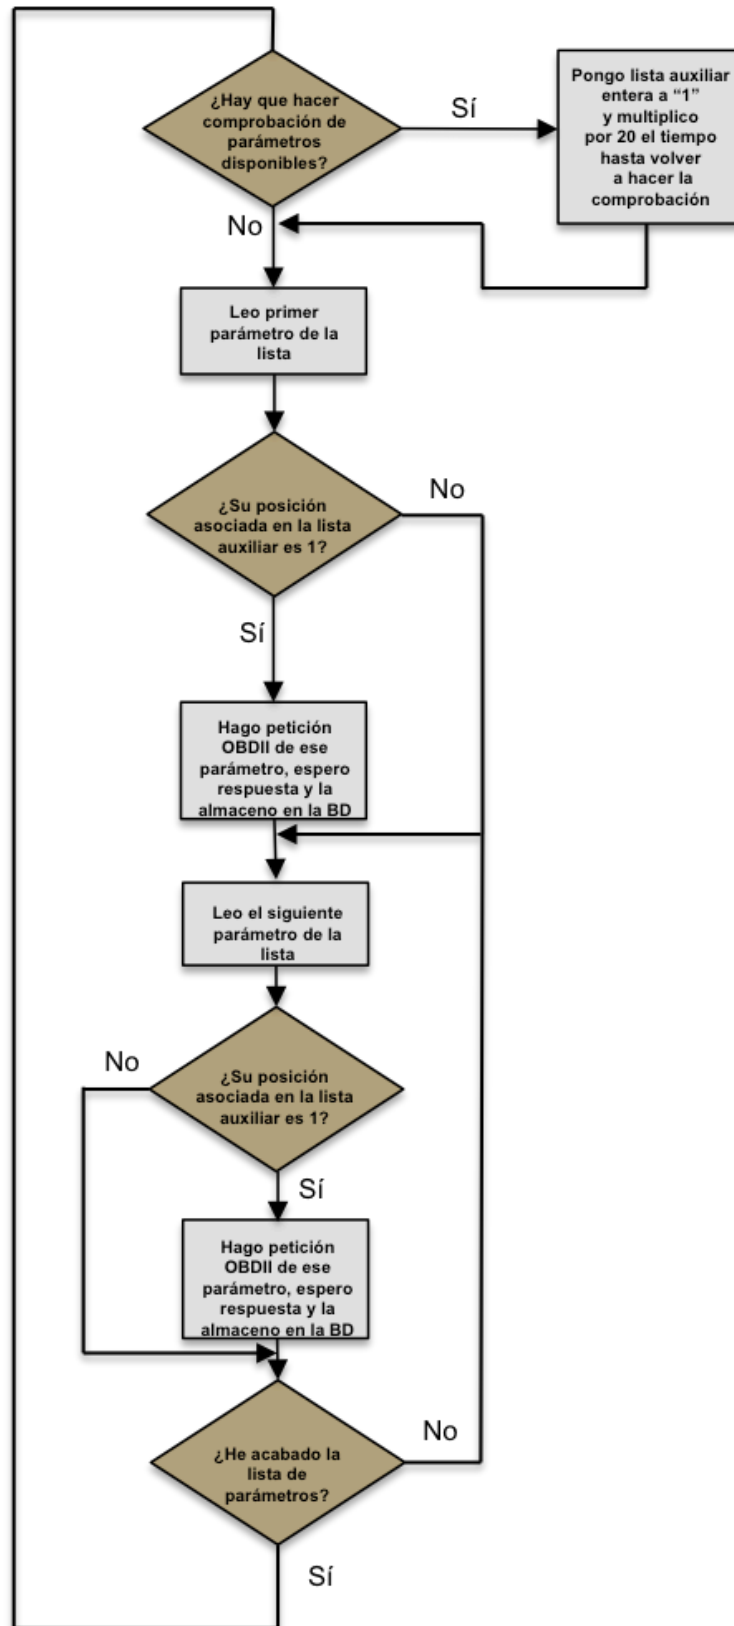 ¿Hay que hacer
comprobación de
parámetros
disponibles?
Sí
Pongo lista auxiliar
entera a “1”
y multiplico
por 20 el tiempo
hasta volver
a hacer la
comprobación
No
Leo primer
parámetro de la
lista
¿Su posición
asociada en la lista
auxiliar es 1?
No
Sí
Hago petición
OBDII de ese
parámetro, espero
respuesta y la
almaceno en la BD
Leo el siguiente
parámetro de la
lista
No
¿Su posición
asociada en la lista
auxiliar es 1?
Sí
Hago petición
OBDII de ese
parámetro, espero
respuesta y la
almaceno en la BD
¿He acabado la
lista de
parámetros?
No
Sí